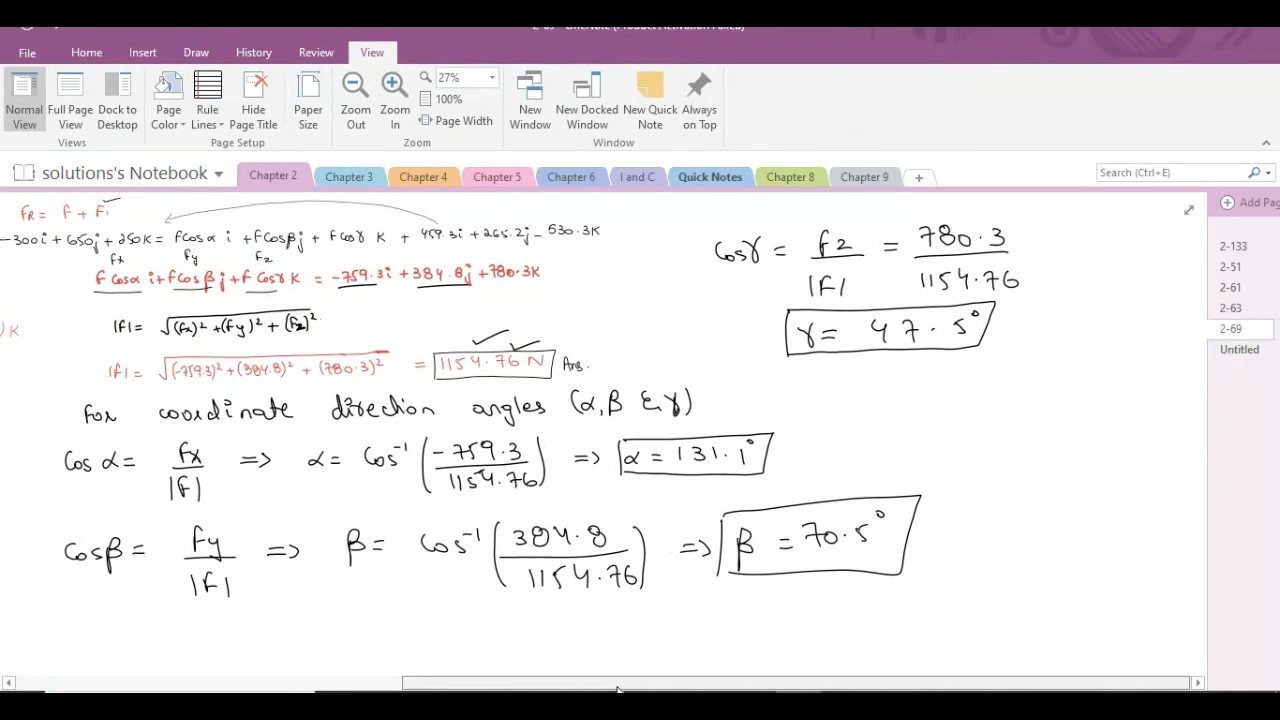 File Home Insert Draw History Review View
Normal View Full Page View Dock to Desktop Page Color Rule Lines Hide Page Title Paper Size Zoom Out Zoom In 27% 100% Page Width New Window New Docked Window New Quick Note Always on Top
Views Page Setup Zoom Window
solutions's Notebook Chapter 2 Chapter 3 Chapter 4 Chapter 5 Chapter 6 I and C Quick Notes Chapter 8 Chapter 9 + Search (Ctrl+E)
Add Pag
2-133
2-51
2-61
2-63
2-69
Untitled
FR = F + F1
-300i + 650j + 250K = Fcosα i + Fcosβ j + Fcosγ K + 459.3i + 265.2j - 530.3K
fx fy fz
F cosα i + Fcosβ j + F Cosγ K = -759.3i + 384.8j + 780.3K
) K
|F| = √(Fx)² + (Fy)² + (Fz)²
|F| = √(-759.3)² + (384.8)² + (780.3)² = 1154.76 N Ans.
For coordinate direction angles (α, β & γ)
Cos α = Fx/|F| => α = Cos⁻¹ (-759.3/1154.76) => α = 131.1°
Cosβ = Fy/|F| => β = Cos⁻¹ (384.8/1154.76) => β = 70.5°
Cosγ = Fz/|F| = 780.3/1154.76
γ = 47.5°